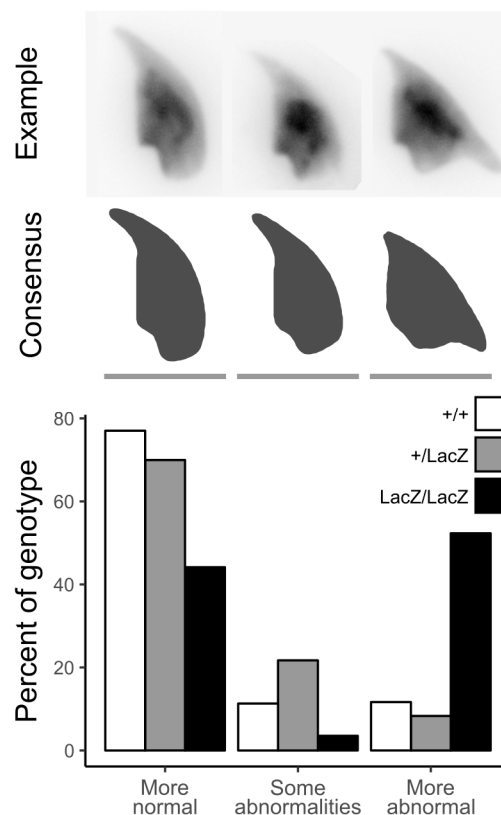 Example
Consensus
+/+
+/LacZ
LacZ/LacZ
Percent of genotype
80
60
40
20
0
More
normal
Some
abnormalities
More
abnormal